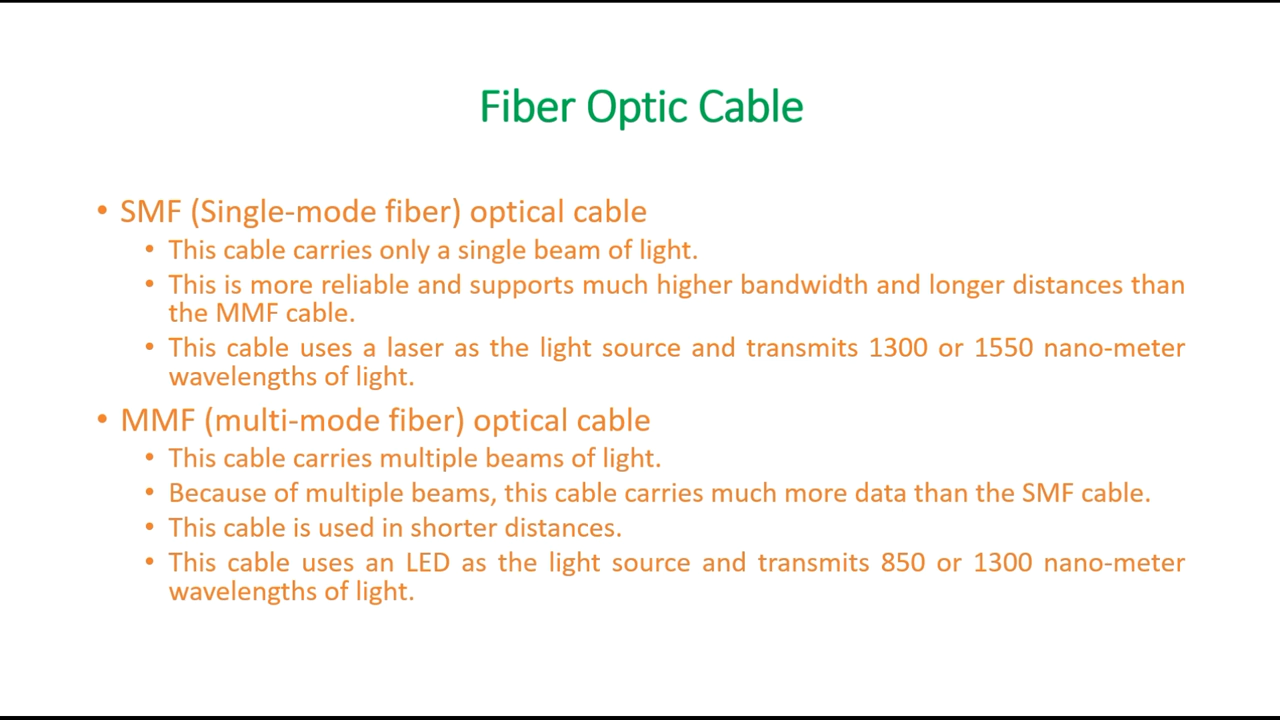 Fiber Optic Cable
• SMF (Single-mode fiber) optical cable
• This cable carries only a single beam of light.
• This is more reliable and supports much higher bandwidth and longer distances than
the MMF cable.
• This cable uses a laser as the light source and transmits 1300 or 1550 nano-meter
wavelengths of light.
• MMF (multi-mode fiber) optical cable
• This cable carries multiple beams of light.
• Because of multiple beams, this cable carries much more data than the SMF cable.
• This cable is used in shorter distances.
• This cable uses an LED as the light source and transmits 850 or 1300 nano-meter
wavelengths of light.